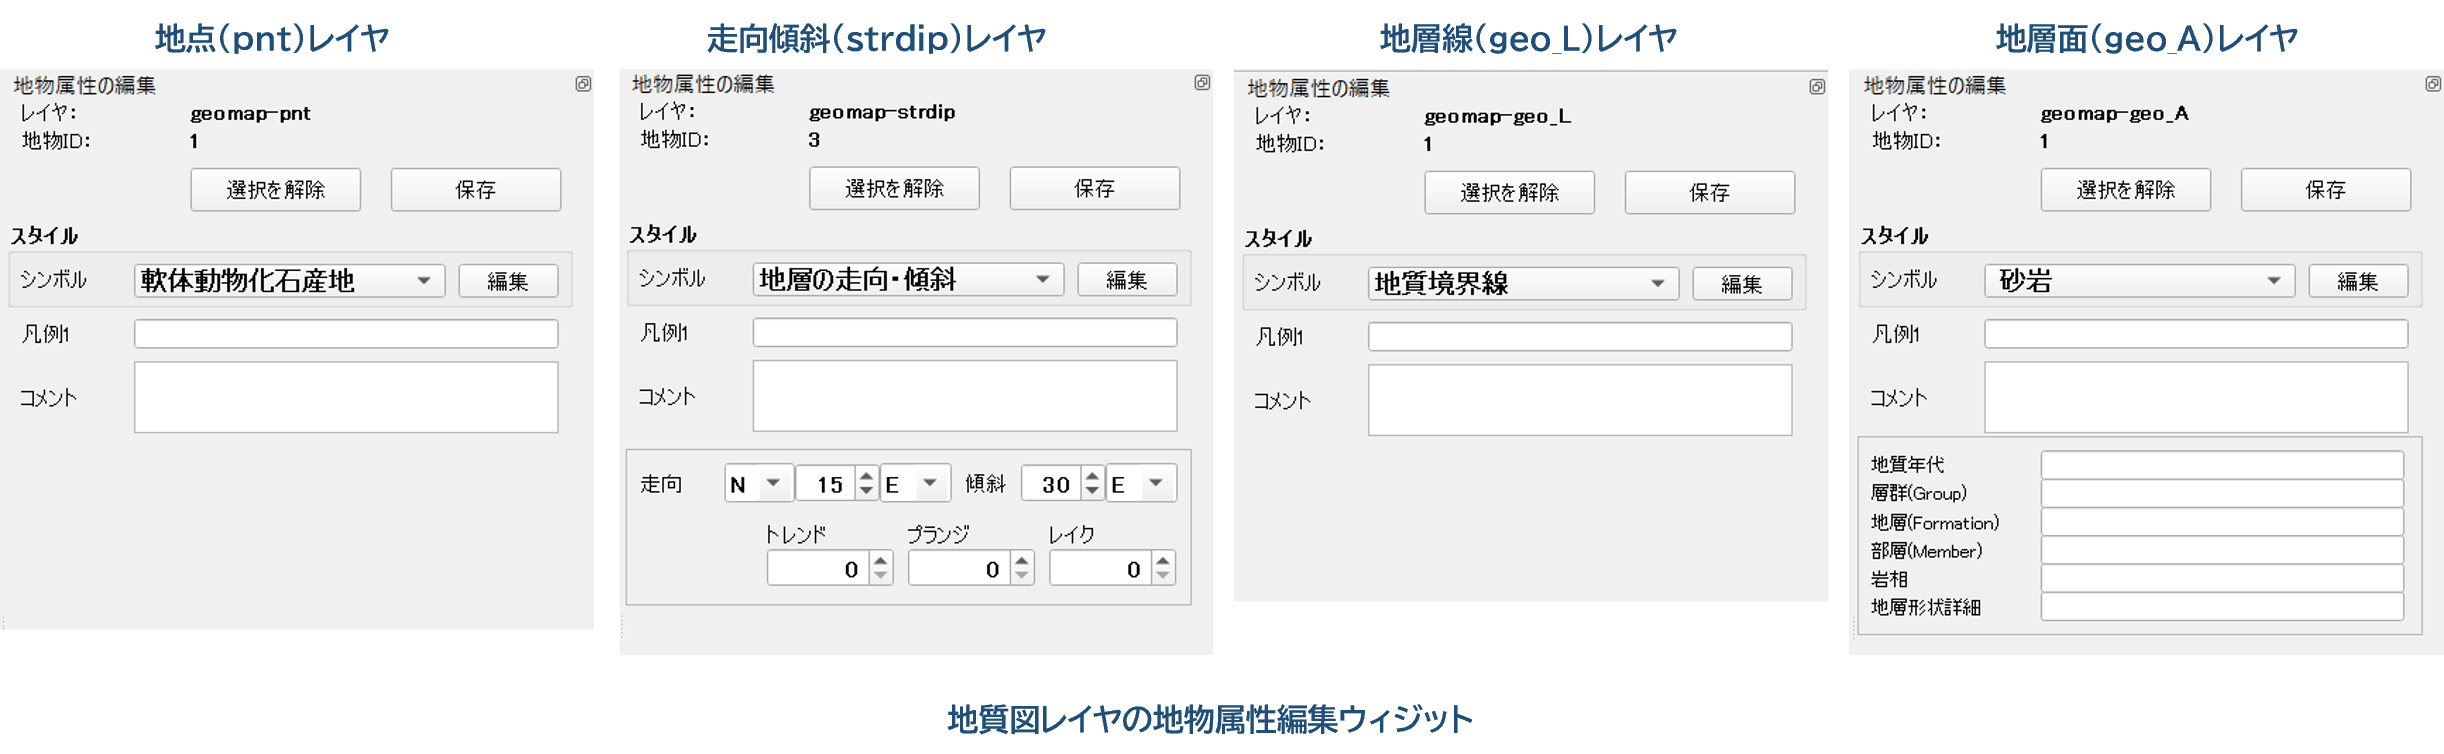 地点(pnt)レイヤ
地物属性の編集
レイヤ: geomap-pnt
地物ID: 1
選択を解除 保存
スタイル
シンボル 軟体動物化石産地 編集
凡例1
コメント
走向傾斜(strdip)レイヤ
地物属性の編集
レイヤ: geomap-strdip
地物ID: 3
選択を解除 保存
スタイル
シンボル 地層の走向・傾斜 編集
凡例1
コメント
走向 N 15 E 傾斜 30 E
トレンド プランジ レイク
0 0 0
地層線(geo_L)レイヤ
地物属性の編集
レイヤ: geomap-geo_L
地物ID: 1
選択を解除 保存
スタイル
シンボル 地質境界線 編集
凡例1
コメント
地層面(geo_A)レイヤ
地物属性の編集
レイヤ: geomap-geo_A
地物ID: 1
選択を解除 保存
スタイル
シンボル 砂岩 編集
凡例1
コメント
地質年代
層群(Group)
地層(Formation)
部層(Member)
岩相
地層形状詳細
地質図レイヤの地物属性編集ウィジット